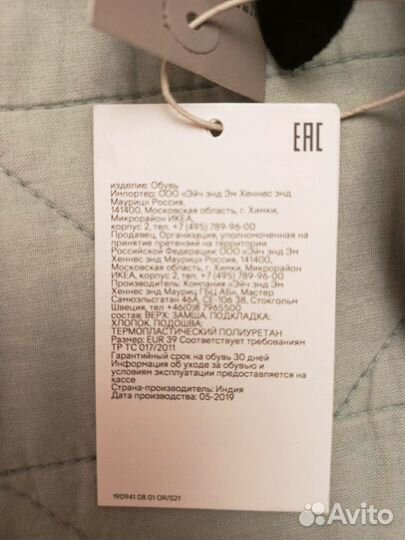 EAC
изделие: Обувь
Импортер: ООО «Эйч энд Эм Хеннес энд
Мауриц» Россия,
141400, Московская область, г. Химки,
Микрорайон ИКЕА,
корпус 2, тел. +7 (495) 789-96-00
Продавец, Организация, уполномоченная на
принятие претензий на территории
Российской Федерации: ООО «Эйч энд Эм
Хеннес энд Мауриц» Россия, 141400,
Московская область, г. Химки, Микрорайон
ИКЕА, корпус 2, тел. +7 (495) 789-96-00
Производитель: Компания «Эйч энд Эм
Хеннес энд Мауриц ГБЦ АБ», Мастер
Самюэльсгатан 46А, СЕ-106 38, Стокгольм
Швеция, тел +46(0)8 7965500
состав: ВЕРХ: ЗАМША. ПОДКЛАДКА:
ХЛОПОК. ПОДОШВА:
ТЕРМОПЛАСТИЧЕСКИЙ ПОЛИУРЕТАН
Размер: EUR 39 Соответствует требованиям
ТР ТС 017/2011
Гарантийный срок на обувь 30 дней
Информация об уходе за обувью и
условиям эксплуатации предоставляется на
кассе
Страна-производитель: Индия
Дата производства: 05-2019
190941 08 01 OR/S21
Avito